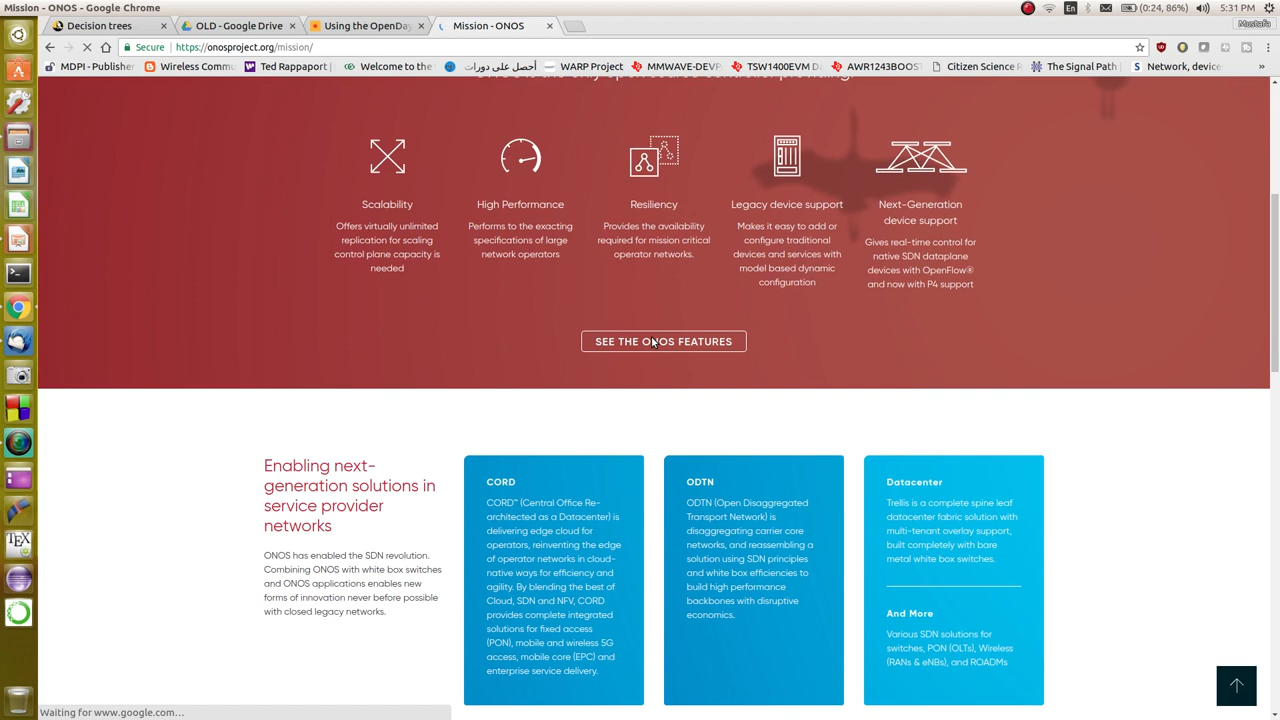 Mission - ONOS - Google Chrome
En
(0:24, 86%)
5:31 PM
Decision trees
OLD - Google Drive
Using the OpenDay
Mission - ONOS
Mustafa
Secure
https://onosproject.org/mission/
MDPI - Publisher
Wireless Commu
Ted Rappaport
Welcome to the
أحصل على دورات
WARP Project
MMWAVE-DEVP
TSW1400EVM Da
AWR1243BOOST
Citizen Science P
The Signal Path
Network, device
»
ONOS is the only open source controller providing:
Scalability
Offers virtually unlimited
replication for scaling
control plane capacity is
needed
High Performance
Performs to the exacting
specifications of large
network operators
Resiliency
Provides the availability
required for mission critical
operator networks.
Legacy device support
Makes it easy to add or
configure traditional
devices and services with
model based dynamic
configuration
Next-Generation
device support
Gives real-time control for
native SDN dataplane
devices with OpenFlow®
and now with P4 support
SEE THE ONOS FEATURES
Enabling next-
generation solutions in
service provider
networks
ONOS has enabled the SDN revolution.
Combining ONOS with white box switches
and ONOS applications enables new
forms of innovation never before possible
with closed legacy networks.
CORD
CORD™ (Central Office Re-
architected as a Datacenter) is
delivering edge cloud for
operators, reinventing the edge
of operator networks in cloud-
native ways for efficiency and
agility. By blending the best of
Cloud, SDN and NFV, CORD
provides complete integrated
solutions for fixed access
(PON), mobile and wireless 5G
access, mobile core (EPC) and
enterprise service delivery.
ODTN
ODTN (Open Disaggregated
Transport Network) is
disaggregating carrier core
networks, and reassembling a
solution using SDN principles
and white box efficiencies to
build high performance
backbones with disruptive
economics.
Datacenter
Trellis is a complete spine leaf
datacenter fabric solution with
multi-tenant overlay support,
built completely with bare
metal white box switches.
And More
Various SDN solutions for
switches, PON (OLTs), Wireless
(RANs & eNBs), and ROADMs
Waiting for www.google.com…